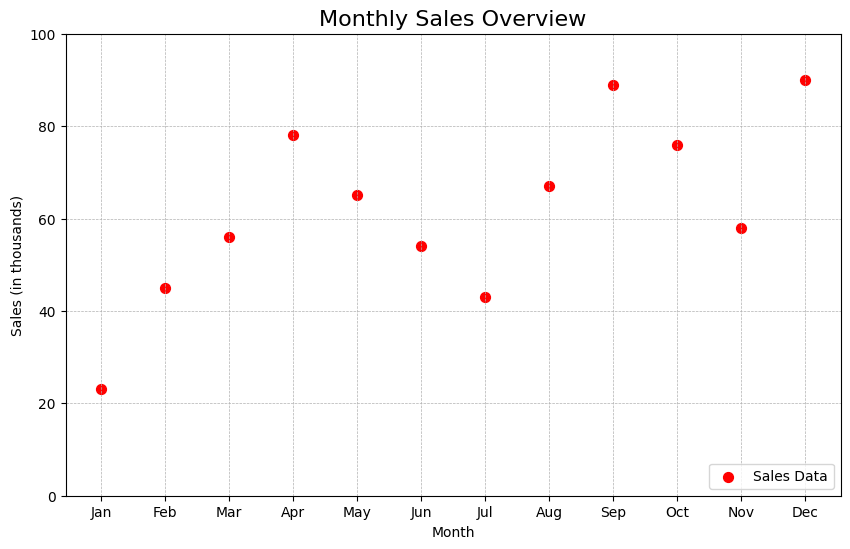 Monthly Sales Overview
Sales (in thousands)
100
80
60
40
20
0
Jan Feb Mar Apr May Jun Jul Aug Sep Oct Nov Dec
Month
Sales Data